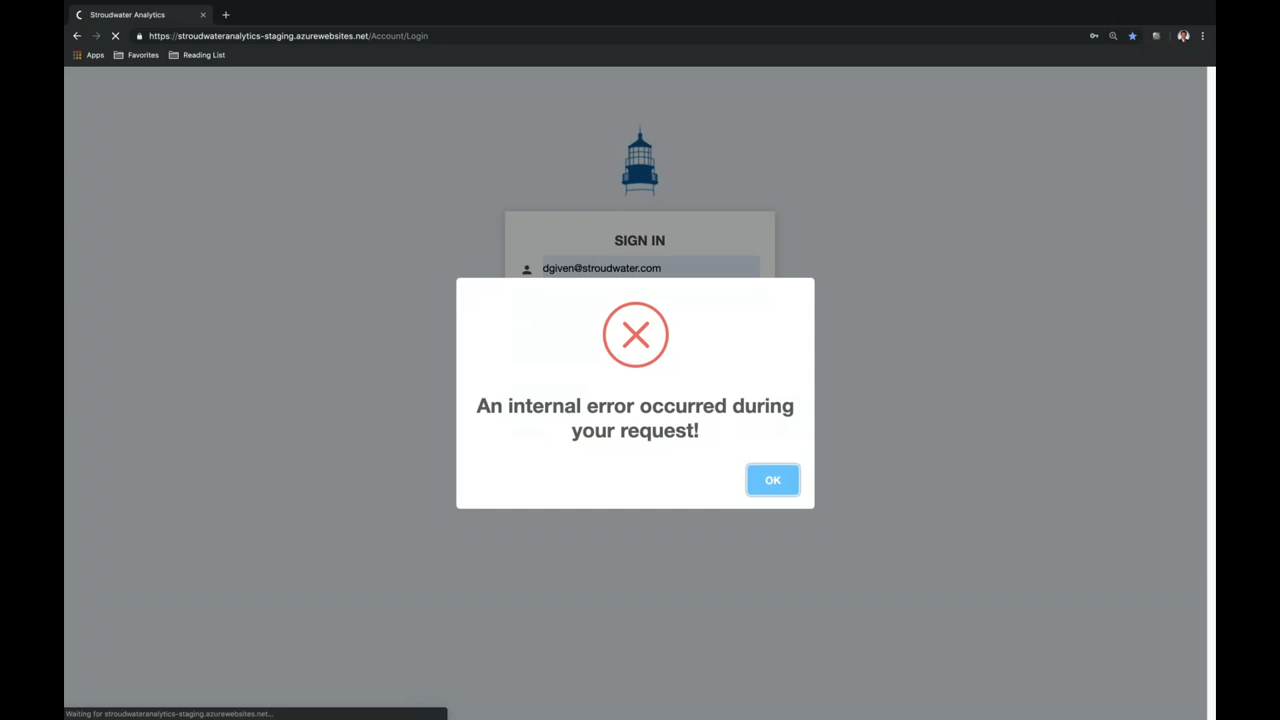 Stroudwater Analytics
https://stroudwateranalytics-staging.azurewebsites.net/Account/Login
Apps Favorites Reading List
SIGN IN
dgiven@stroudwater.com
An internal error occurred during
your request!
OK
Waiting for stroudwateranalytics-staging.azurewebsites.net...